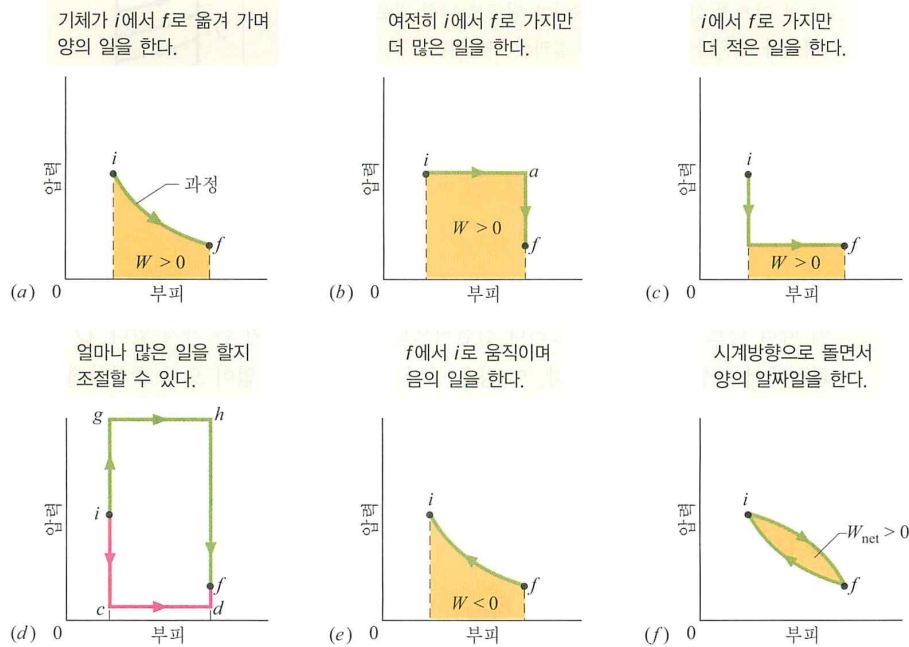 기체가 i에서 f로 옮겨 가며
양의 일을 한다.
압력
i
과정
f
W > 0
(a)
0
부피
여전히 i에서 f로 가지만
더 많은 일을 한다.
압력
i
a
W > 0
f
(b)
0
부피
i에서 f로 가지만
더 적은 일을 한다.
압력
i
f
W > 0
(c)
0
부피
얼마나 많은 일을 할지
조절할 수 있다.
g
h
압력
i
f
c
d
(d)
0
부피
f에서 i로 움직이며
음의 일을 한다.
압력
i
f
W < 0
(e)
0
부피
시계방향으로 돌면서
양의 알짜일을 한다.
압력
i
Wnet > 0
f
(f)
0
부피